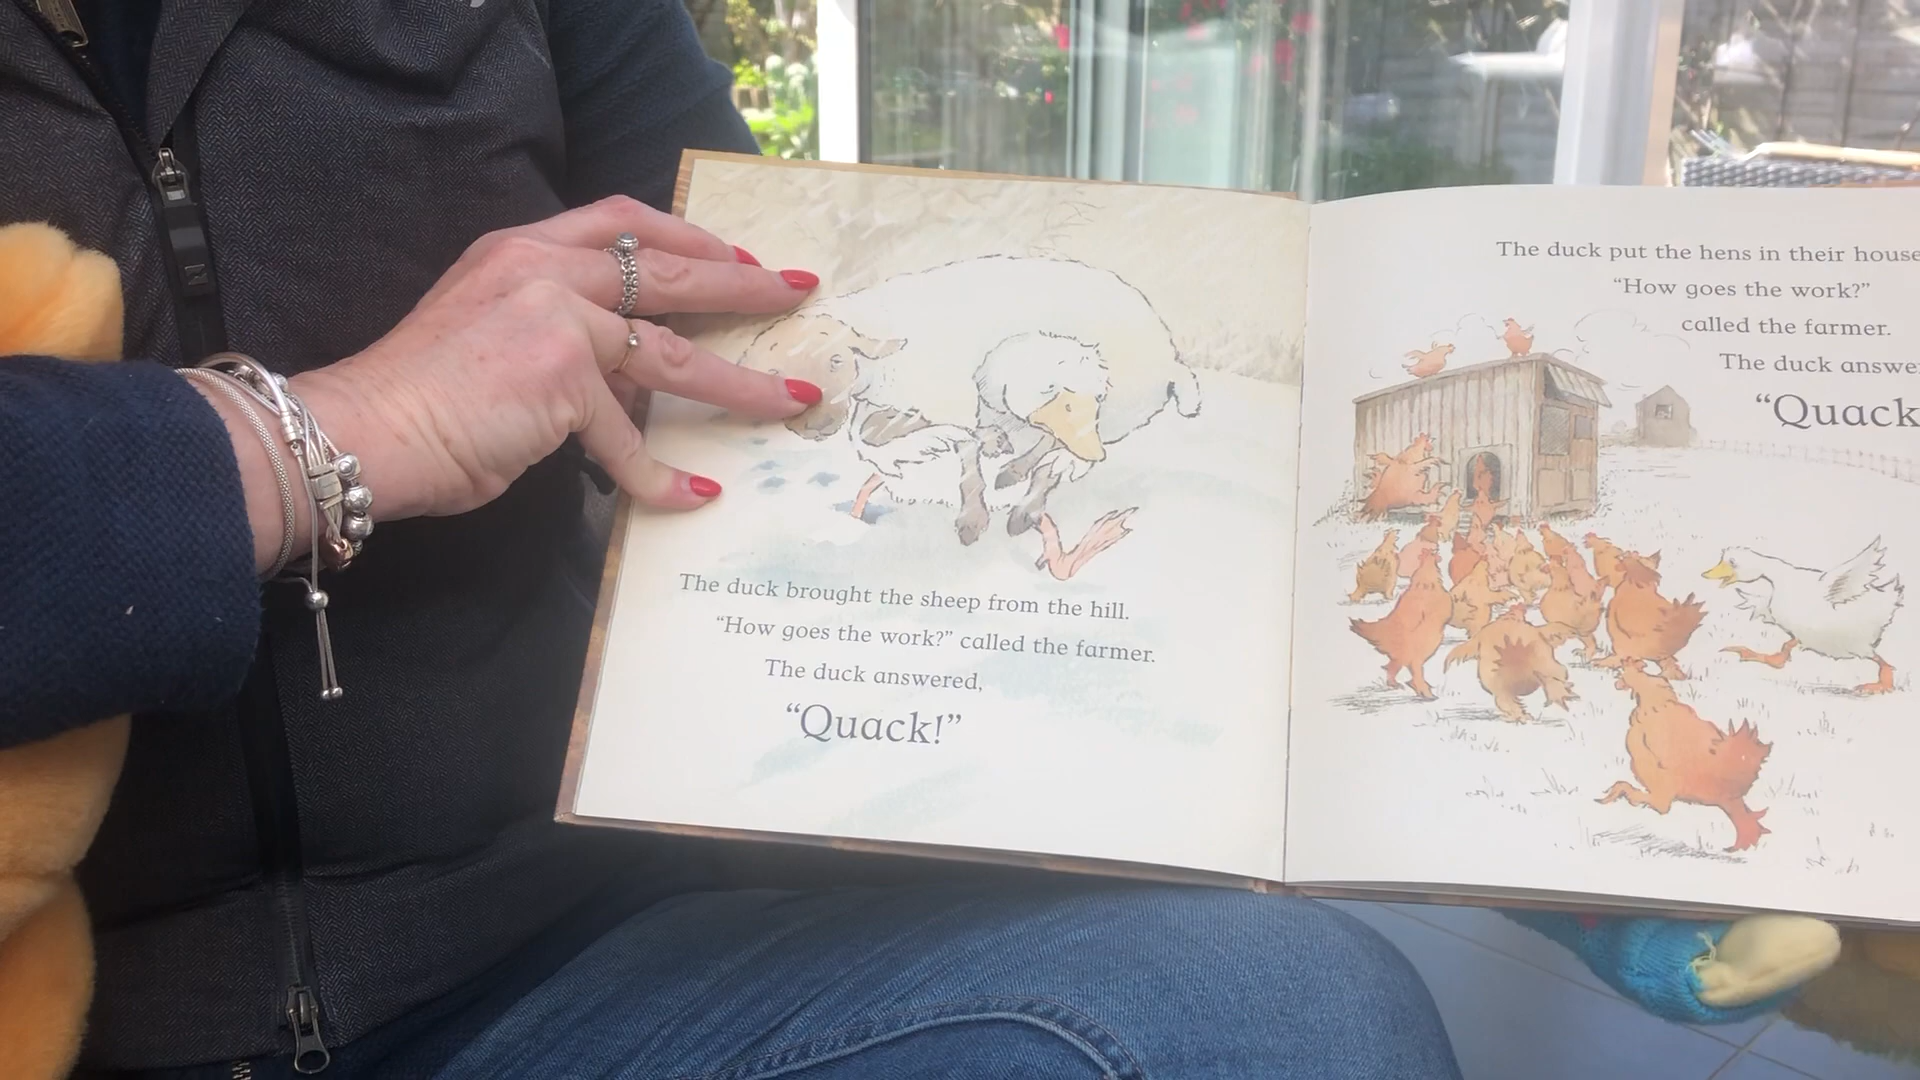 The duck brought the sheep from the hill.
“How goes the work?” called the farmer.
The duck answered,
“Quack!”
The duck put the hens in their house
“How goes the work?”
called the farmer.
The duck
“Quack